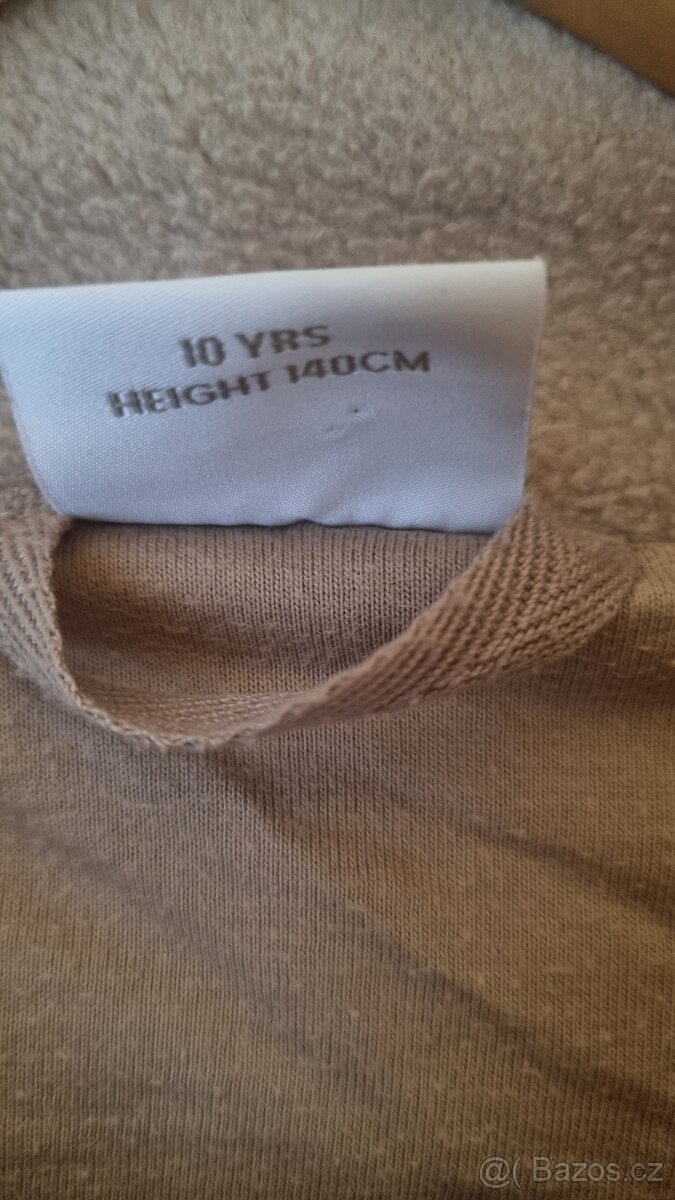 10 YRS
HEIGHT 140CM
@( Bazos.cz